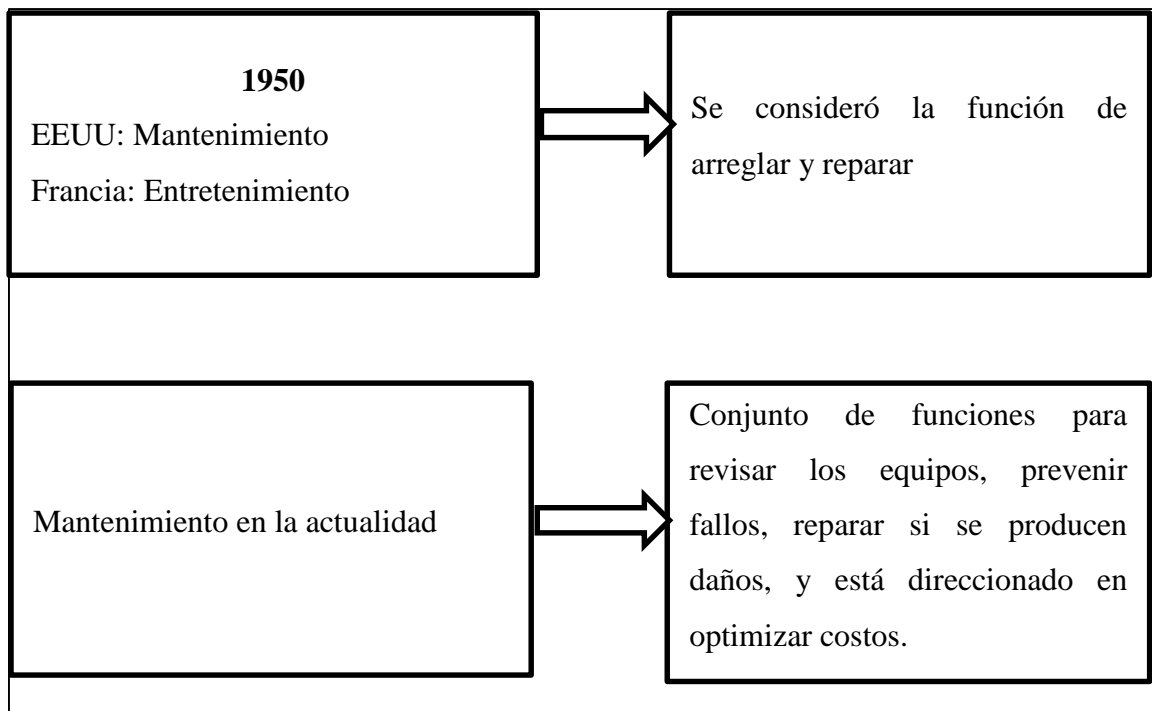 1950
EEUU: Mantenimiento
Francia: Entretenimiento
Se consideró la función de
arreglar y reparar
Mantenimiento en la actualidad
Conjunto de funciones para
revisar los equipos, prevenir
fallos, reparar si se producen
daños, y está direccionado en
optimizar costos.